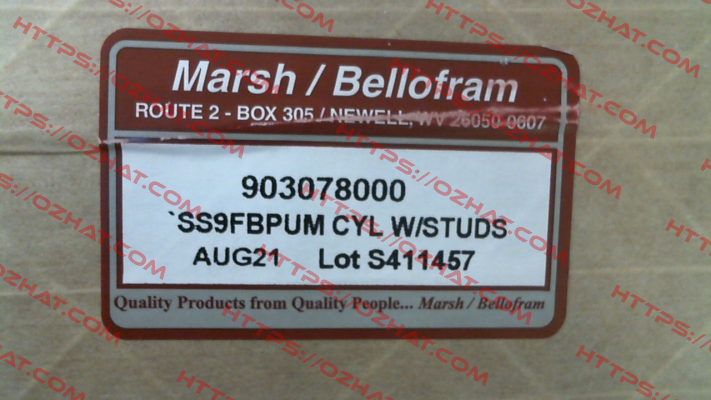 Marsh / Bellofram
ROUTE 2 - BOX 305 / NEWELL, WV 26050-0607
903078000
`SS9FBPUM CYL W/STUDS
AUG21 Lot S411457
Quality Products from Quality People... Marsh / Bellofram
HTTPS://OZHAT.COM